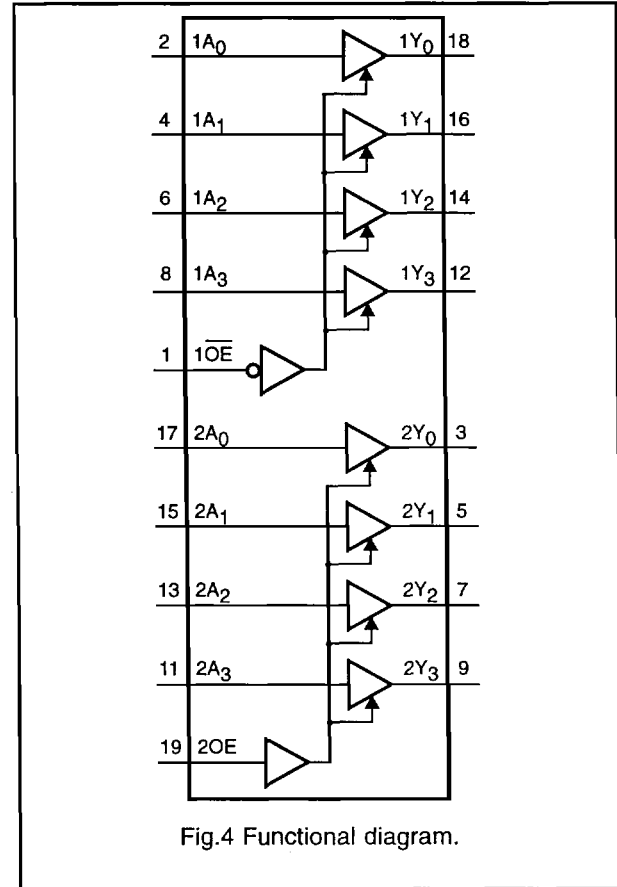 2 1A₀ 1Y₀ 18
4 1A₁ 1Y₁ 16
6 1A₂ 1Y₂ 14
8 1A₃ 1Y₃ 12
1 1O̅E̅
17 2A₀ 2Y₀ 3
15 2A₁ 2Y₁ 5
13 2A₂ 2Y₂ 7
11 2A₃ 2Y₃ 9
19 2OE
Fig.4 Functional diagram.